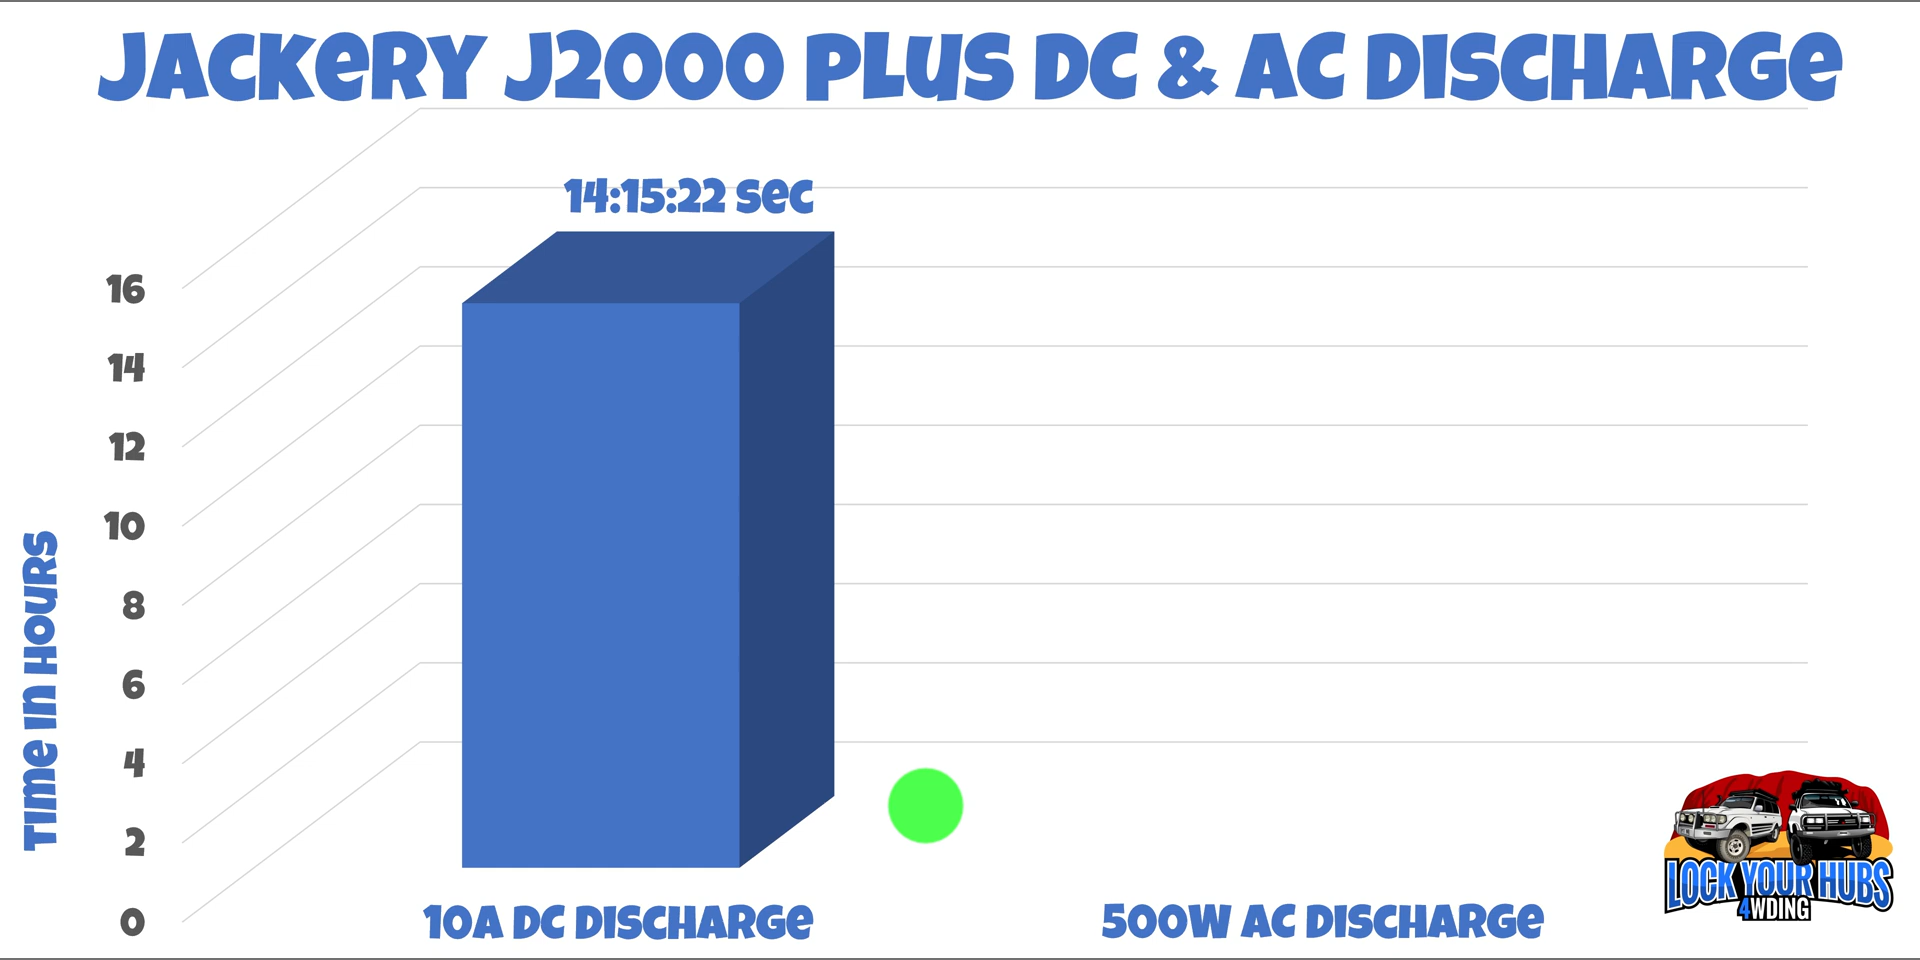 Jackery J2000 Plus DC & AC Discharge
14:15:22 sec
16
14
12
10
8
6
4
2
0
Time in Hours
10A DC Discharge
500W AC Discharge
LOCK YOUR HUBS
4WDING